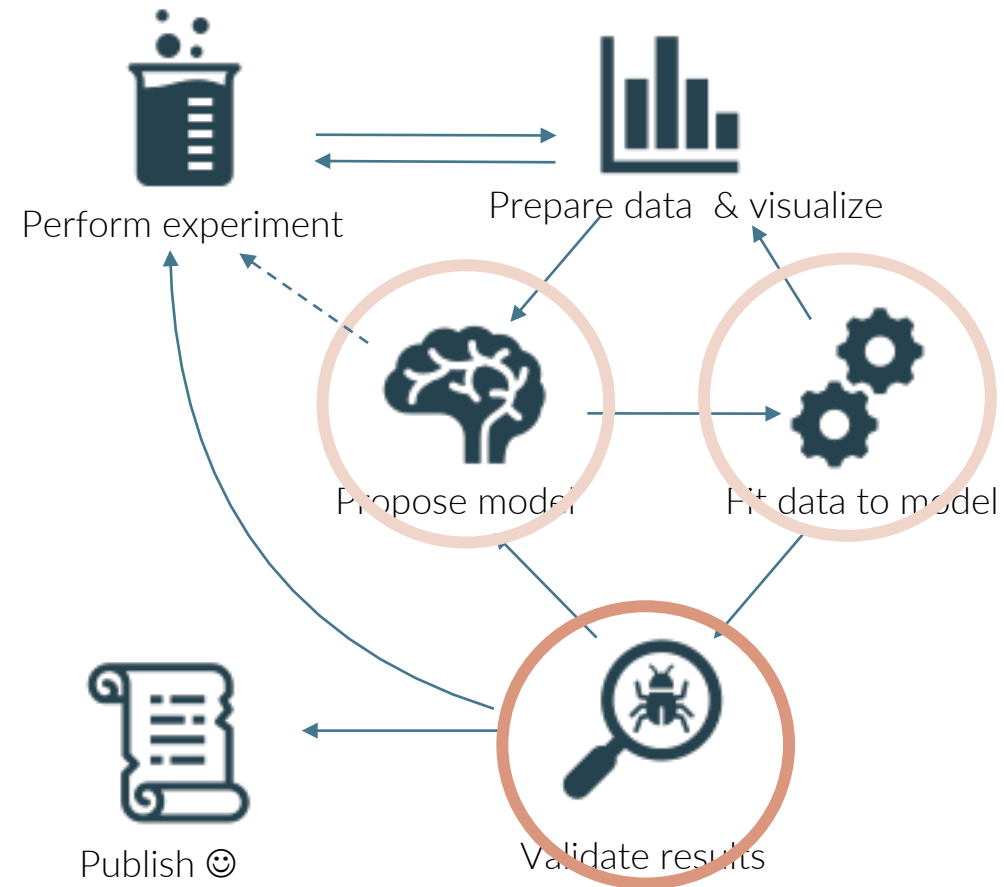 Prepare data & visualize
Perform experiment
Propose model
Fit data to model
Validate results
Publish ☺